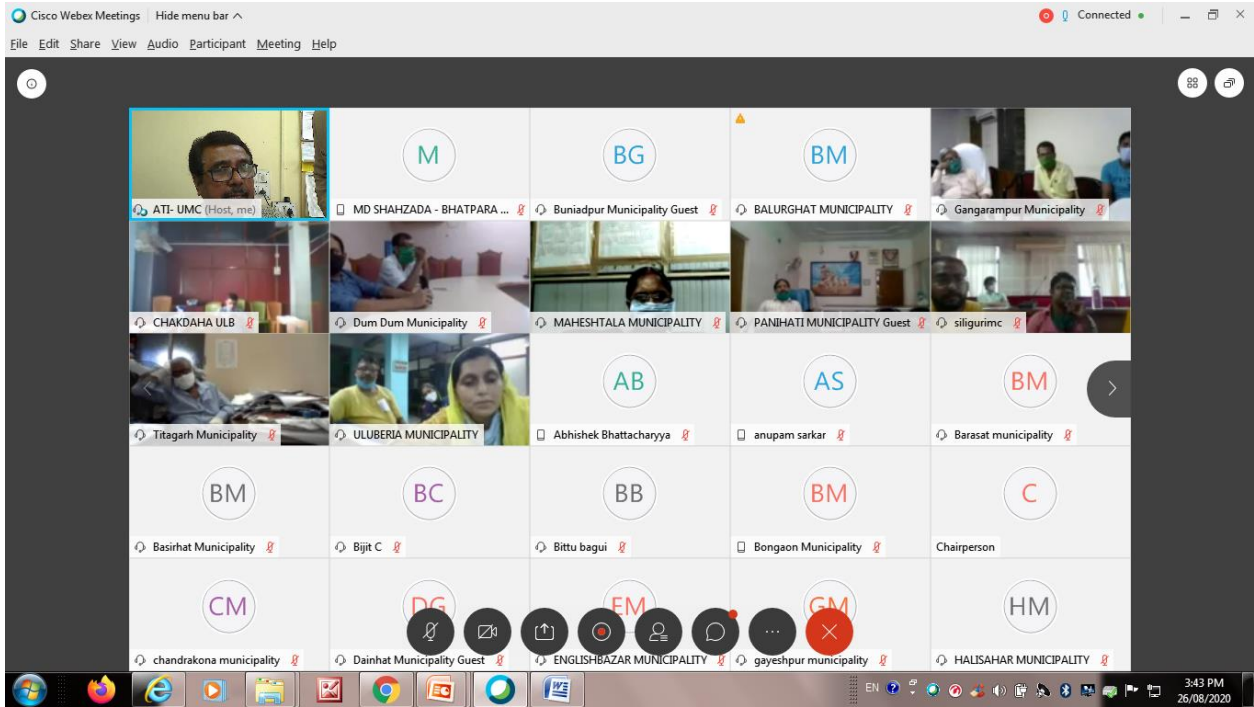 Cisco Webex Meetings Hide menu bar
Connected
File Edit Share View Audio Participant Meeting Help
M BG BM
ATI- UMC (Host, me) MD SHAHZADA - BHATPARA ... Buniadpur Municipality Guest BALURGHAT MUNICIPALITY Gangarampur Municipality
CHAKDAHA ULB Dum Dum Municipality MAHESHTALA MUNICIPALITY PANIHATI MUNICIPALITY Guest siligurimc
AB AS BM
Titagarh Municipality ULUBERIA MUNICIPALITY Abhishek Bhattacharyya anupam sarkar Barasat municipality
BM BC BB BM C
Basirhat Municipality Bijit C Bittu bagui Bongaon Municipality Chairperson
CM DG EM GM HM
chandrakona municipality Dainhat Municipality Guest ENGLISHBAZAR MUNICIPALITY gayeshpur municipality HALISAHAR MUNICIPALITY
EN 3:43 PM
26/08/2020